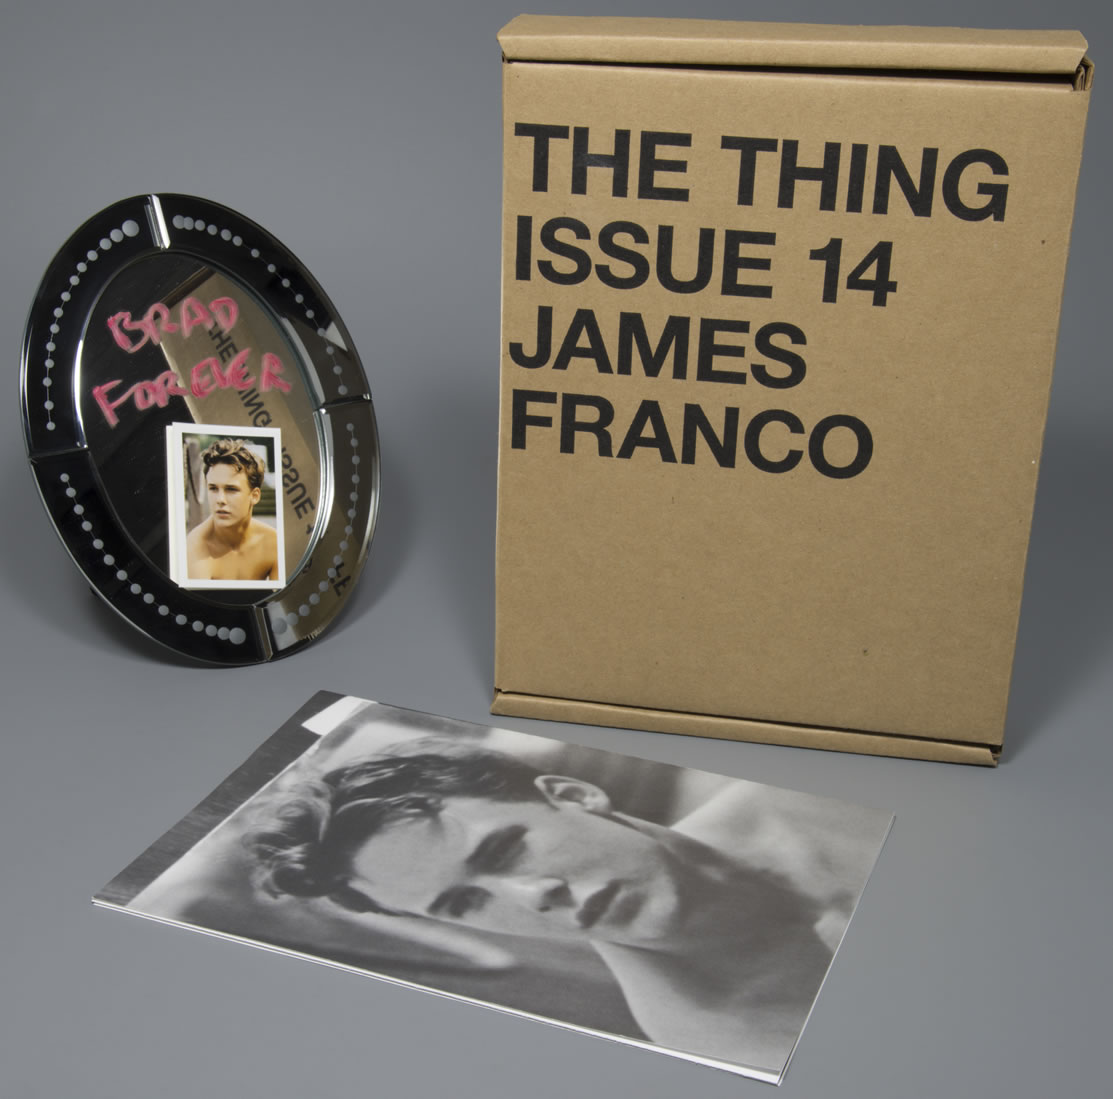 THE THING
ISSUE 14
JAMES
FRANCO
BRAD
FOREVER